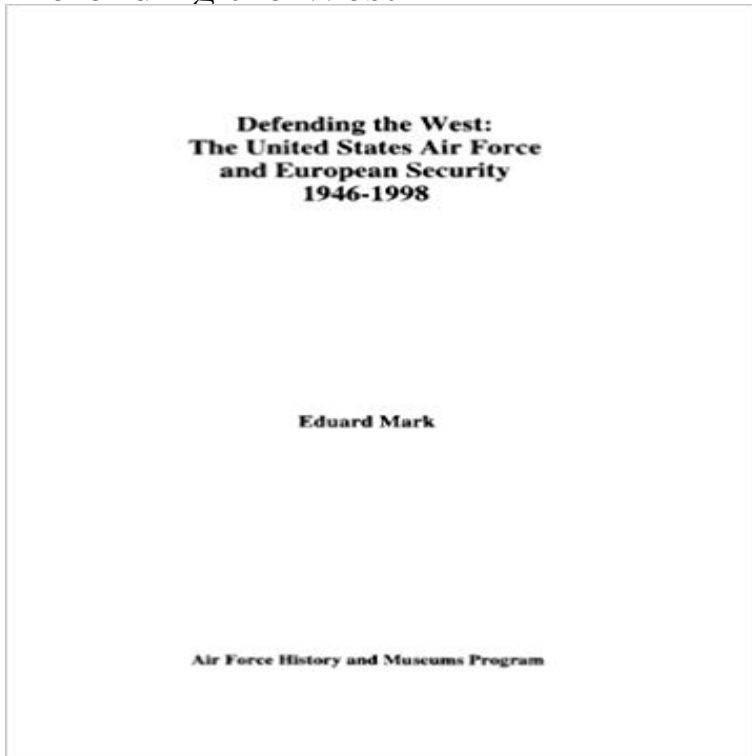 Defending the West:
The United States Air Force
and European Security
1946-1998
Eduard Mark
Air Force History and Museums Program